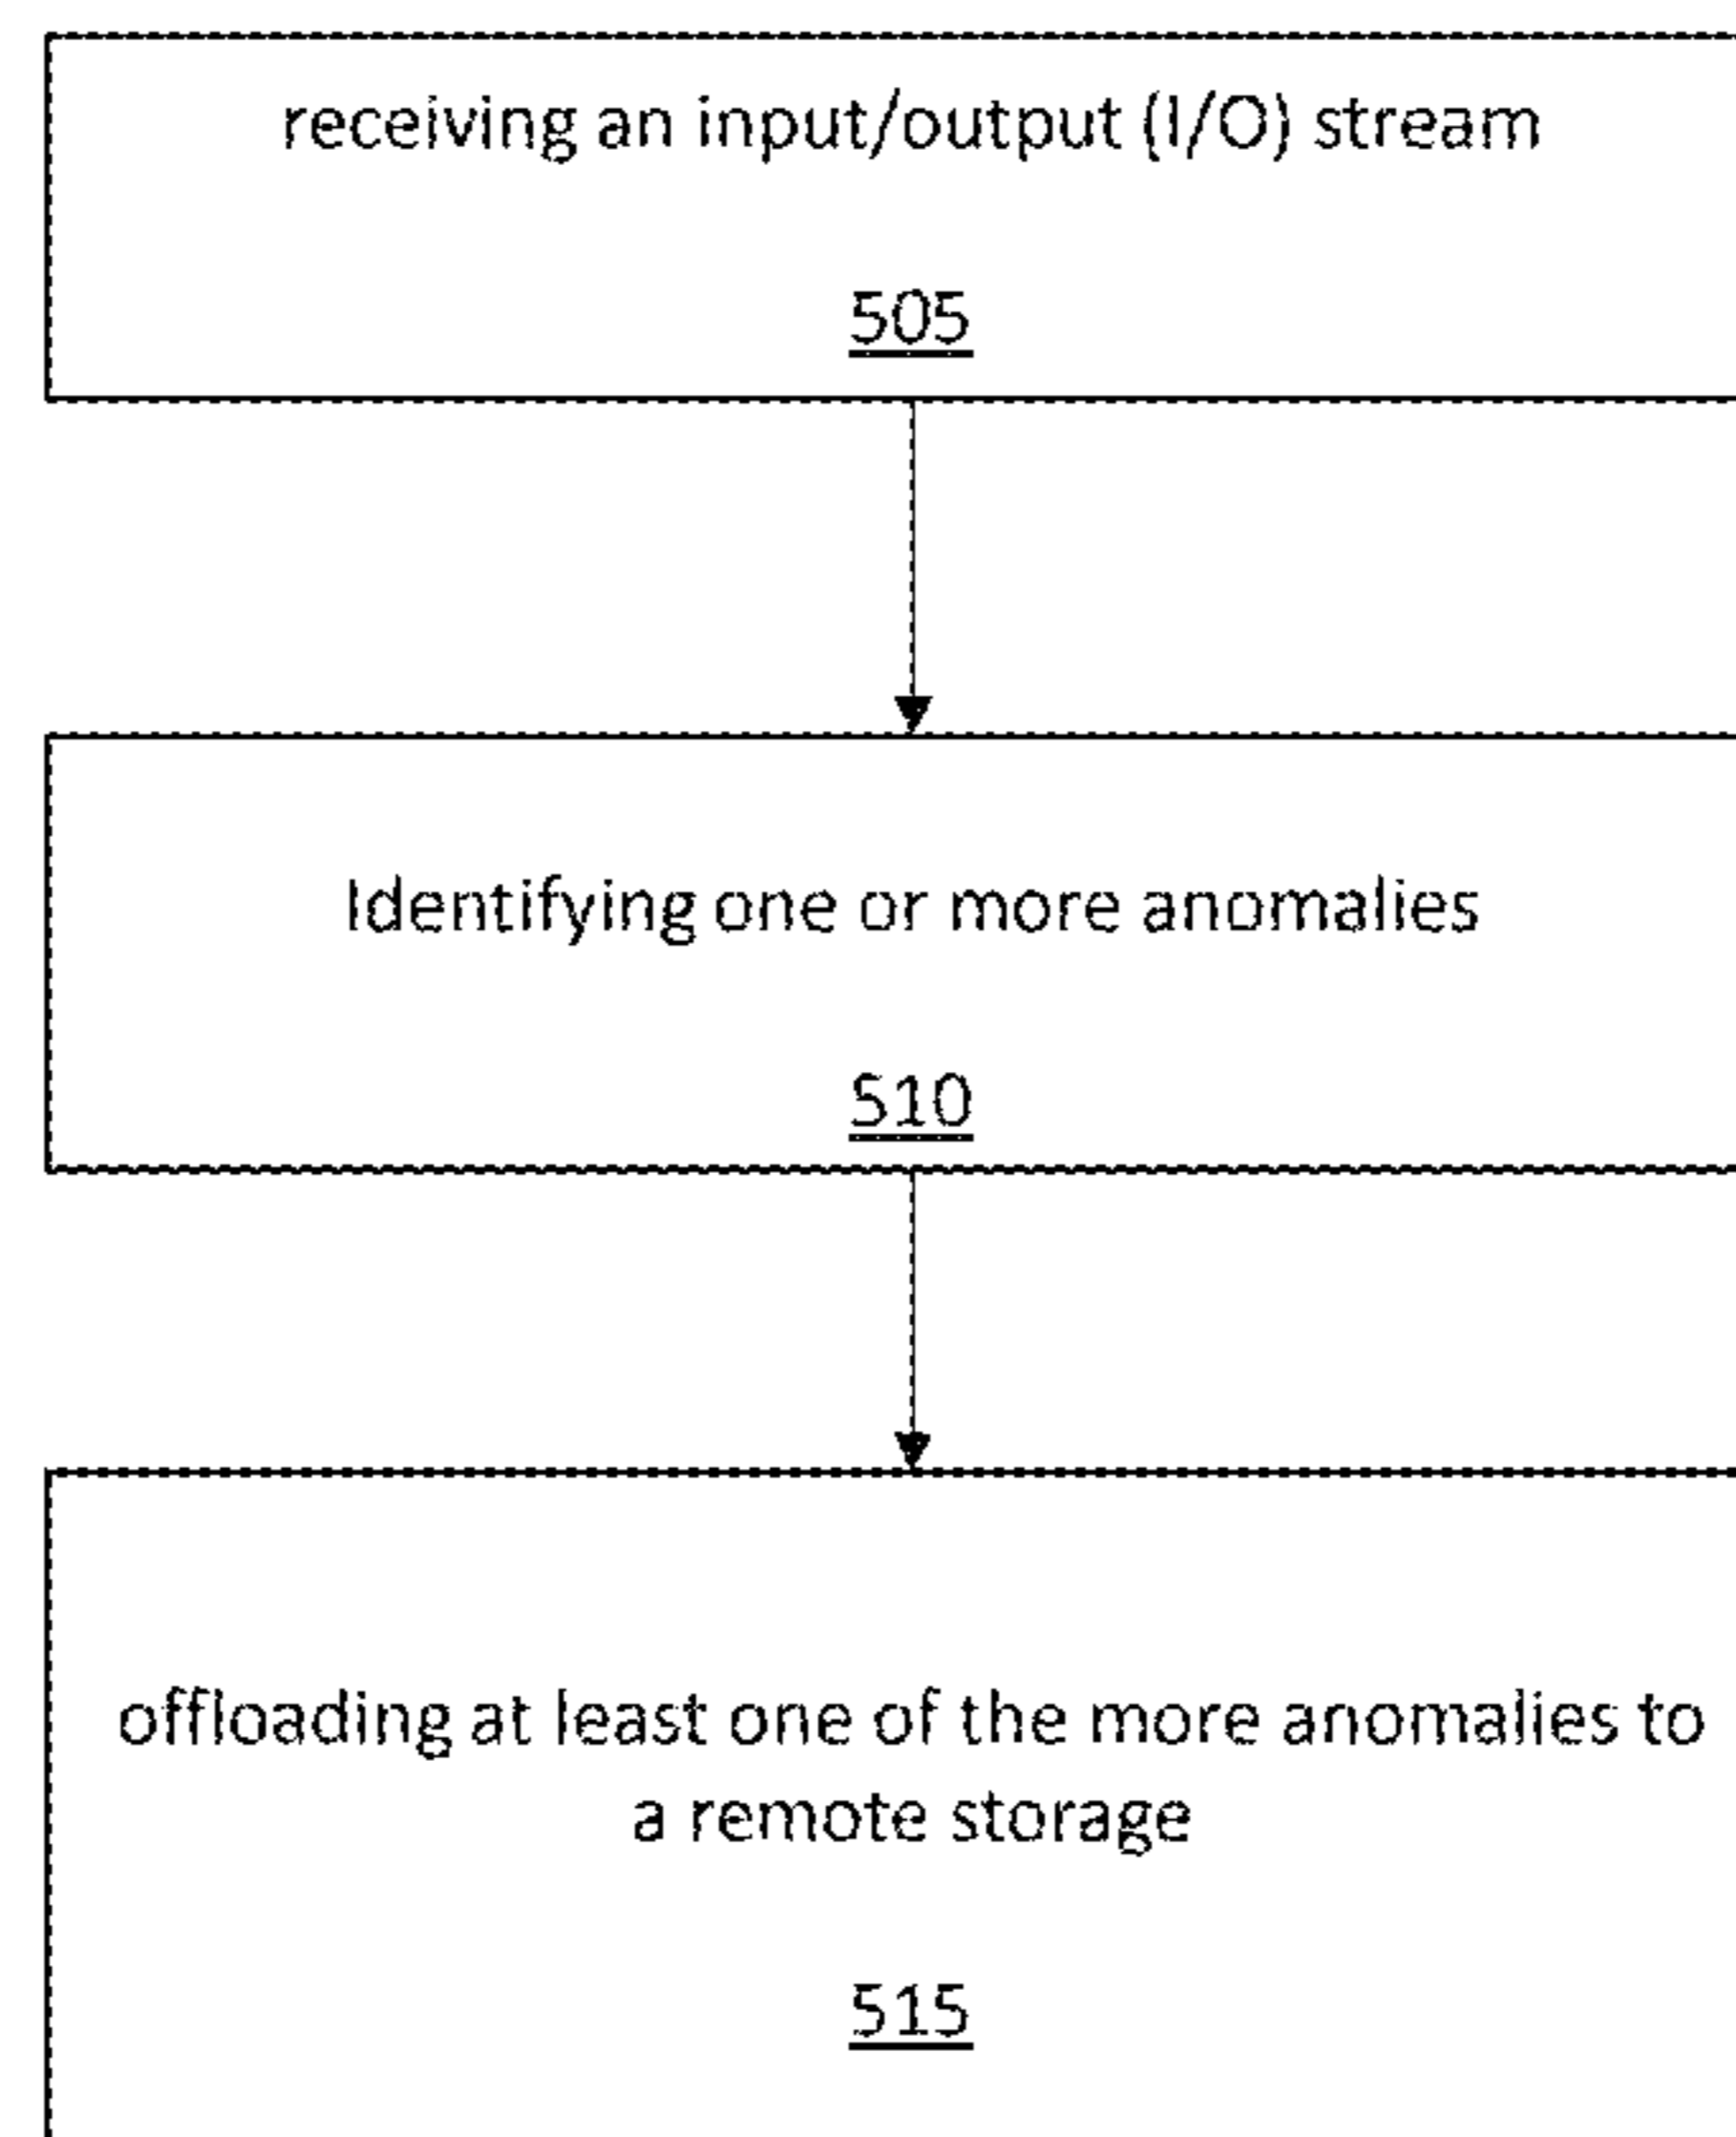 receiving an input/output (I/O) stream
505
Identifying one or more anomalies
510
offloading at least one of the more anomalies to
a remote storage
515